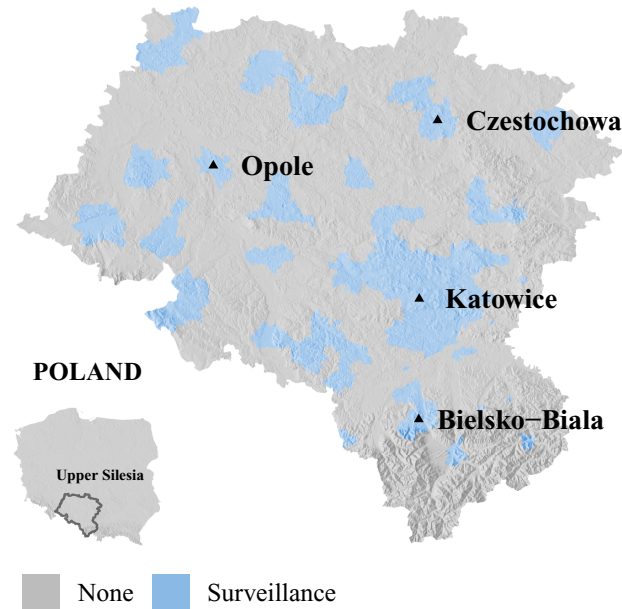 Czestochowa
Opole
Katowice
POLAND
Bielsko−Biala
Upper Silesia
None Surveillance